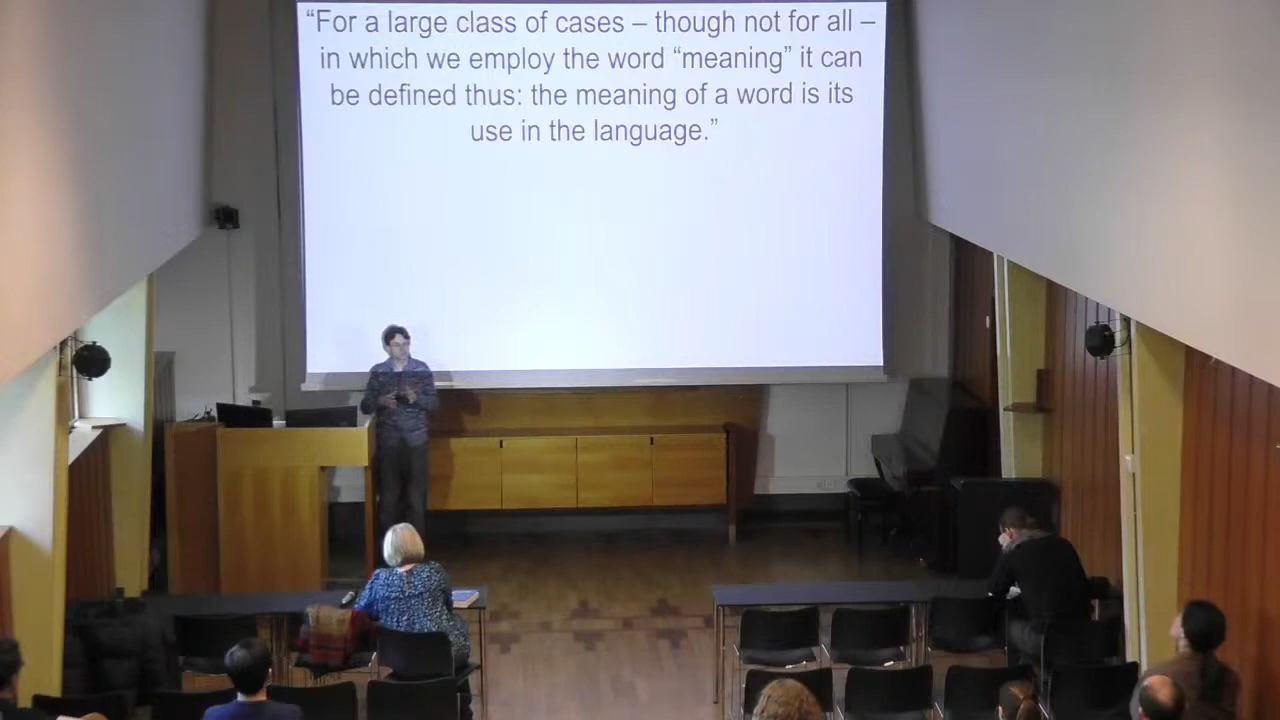 “For a large class of cases – though not for all –
in which we employ the word “meaning” it can
be defined thus: the meaning of a word is its
use in the language.”